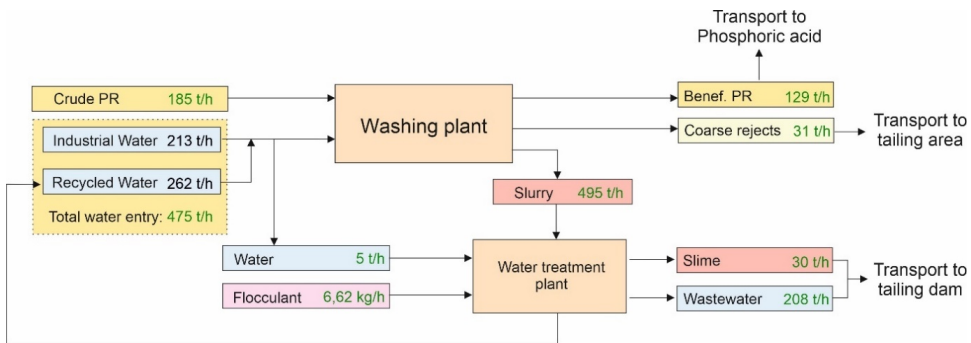 Transport to
Phosphoric acid
Crude PR 185 t/h
Benef. PR 129 t/h
Washing plant
Industrial Water 213 t/h
Coarse rejects 31 t/h
Transport to
tailing area
Recycled Water 262 t/h
Slurry 495 t/h
Total water entry: 475 t/h
Water 5 t/h
Water treatment
plant
Slime 30 t/h
Transport to
tailing dam
Flocculant 6,62 kg/h
Wastewater 208 t/h